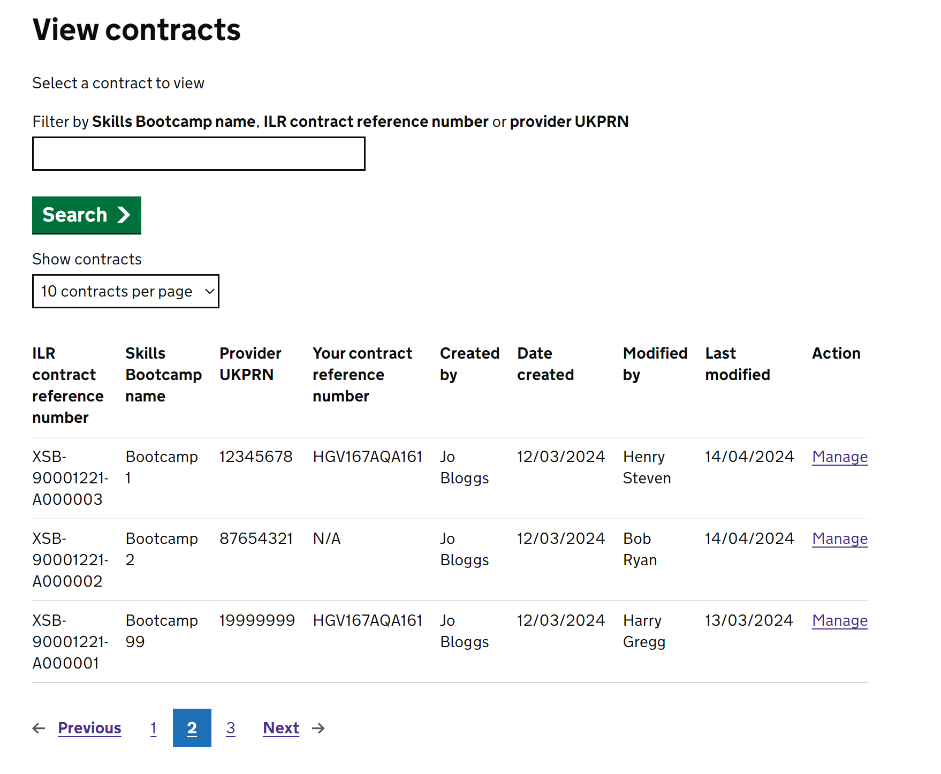 View contracts
Select a contract to view
Filter by Skills Bootcamp name, ILR contract reference number or provider UKPRN
Search
Show contracts
10 contracts per page
ILR contract reference number Skills Bootcamp name Provider UKPRN Your contract reference number Created by Date created Modified by Last modified Action
XSB-90001221-A000003 Bootcamp 1 12345678 HGV167AQA161 Jo Bloggs 12/03/2024 Henry Steven 14/04/2024 Manage
XSB-90001221-A000002 Bootcamp 2 87654321 N/A Jo Bloggs 12/03/2024 Bob Ryan 14/04/2024 Manage
XSB-90001221-A000001 Bootcamp 99 19999999 HGV167AQA161 Jo Bloggs 12/03/2024 Harry Gregg 13/03/2024 Manage
← Previous 1 2 3 Next →